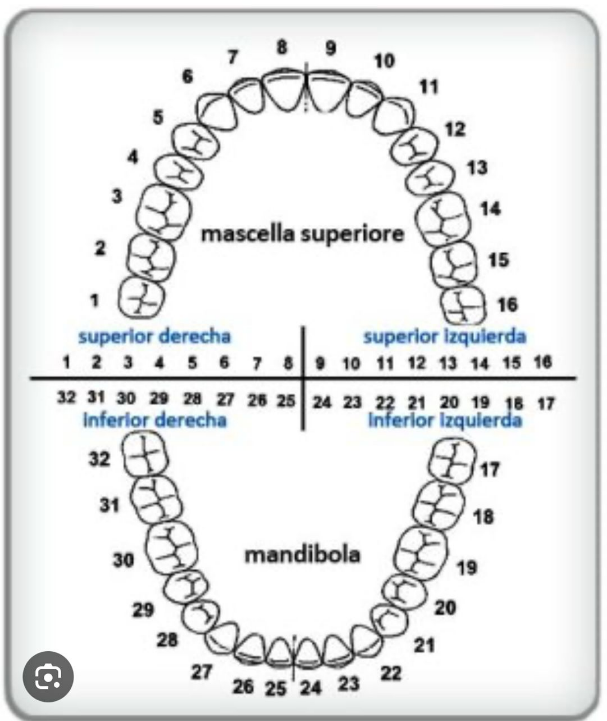 8 9
7 10
6 11
5 12
4 13
3 14
mascella superiore
2 15
1 16
superior derecha superior izquierda
1 2 3 4 5 6 7 8 9 10 11 12 13 14 15 16
32 31 30 29 28 27 26 25 24 23 22 21 20 19 18 17
inferior derecha Inferior izquierda
32 17
31 18
mandibola
30 19
29 20
28 21
27 22
26 25 24 23